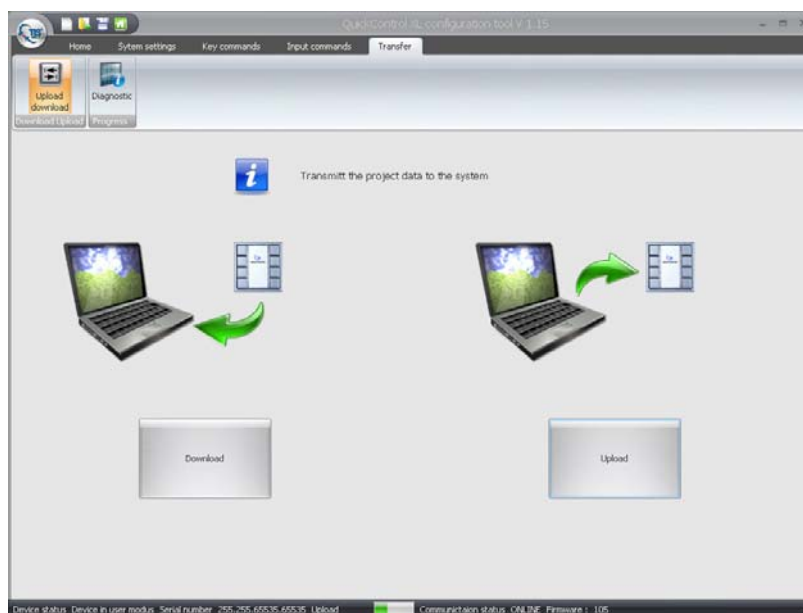 QuickControl XL configuration tool V 1.15
Home Sytem settings Key commands Input commands Transfer
Upload download
Diagnostic
Download Upload Progress
Transmitt the project data to the system
Download
Upload
Device status Device in user modus Serial number 255.255.65535.65535 Upload Communictaion status ONLINE Firmware : 105